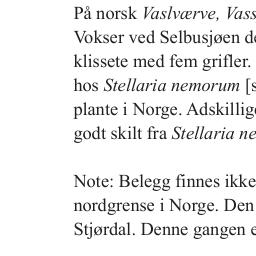 På norsk Vaslværve, Vass
Vokser ved Selbusjøen de
klissete med fem grifler.
hos Stellaria nemorum [s
plante i Norge. Adskillig
godt skilt fra Stellaria ne
Note: Belegg finnes ikke
nordgrense i Norge. Den
Stjørdal. Denne gangen e